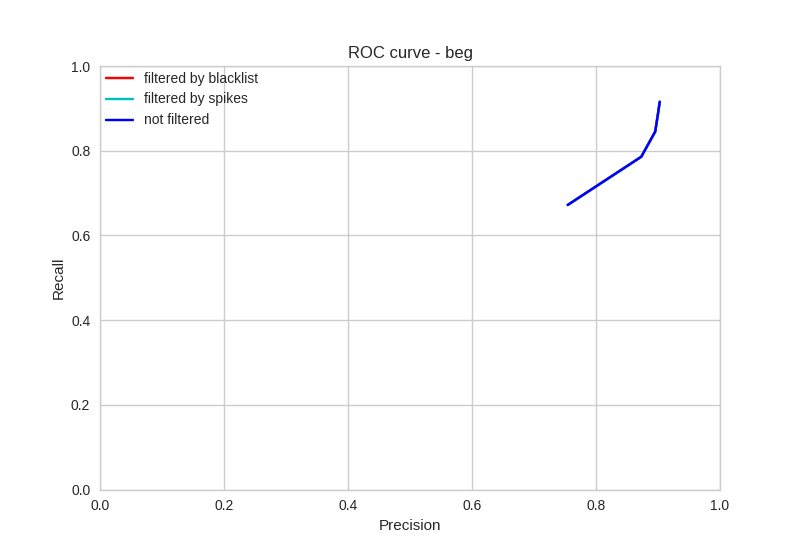 ROC curve - beg
filtered by blacklist
filtered by spikes
not filtered
1.0
0.8
0.6
0.4
0.2
0.0
Recall
0.0 0.2 0.4 0.6 0.8 1.0
Precision